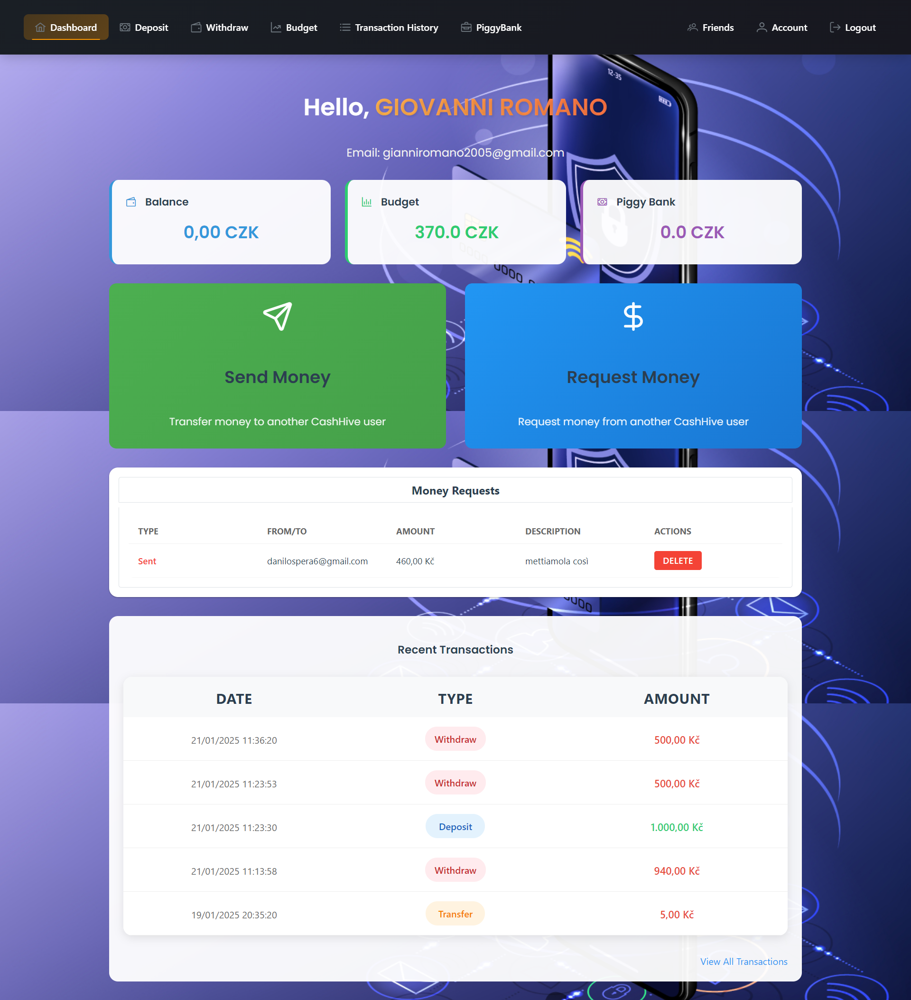 Dashboard Deposit Withdraw Budget Transaction History PiggyBank Friends Account Logout
12-35
Hello, GIOVANNI ROMANO
Email: gianniromano2005@gmail.com
Balance
0,00 CZK
Budget
370.0 CZK
Piggy Bank
0.0 CZK
Send Money
Transfer money to another CashHive user
Request Money
Request money from another CashHive user
Money Requests
TYPE FROM/TO AMOUNT DESCRIPTION ACTIONS
Sent danilospera6@gmail.com 460,00 Kč mettiamola così DELETE
Recent Transactions
DATE TYPE AMOUNT
21/01/2025 11:36:20 Withdraw 500,00 Kč
21/01/2025 11:23:53 Withdraw 500,00 Kč
21/01/2025 11:23:30 Deposit 1.000,00 Kč
21/01/2025 11:13:58 Withdraw 940,00 Kč
19/01/2025 20:35:20 Transfer 5,00 Kč
View All Transactions